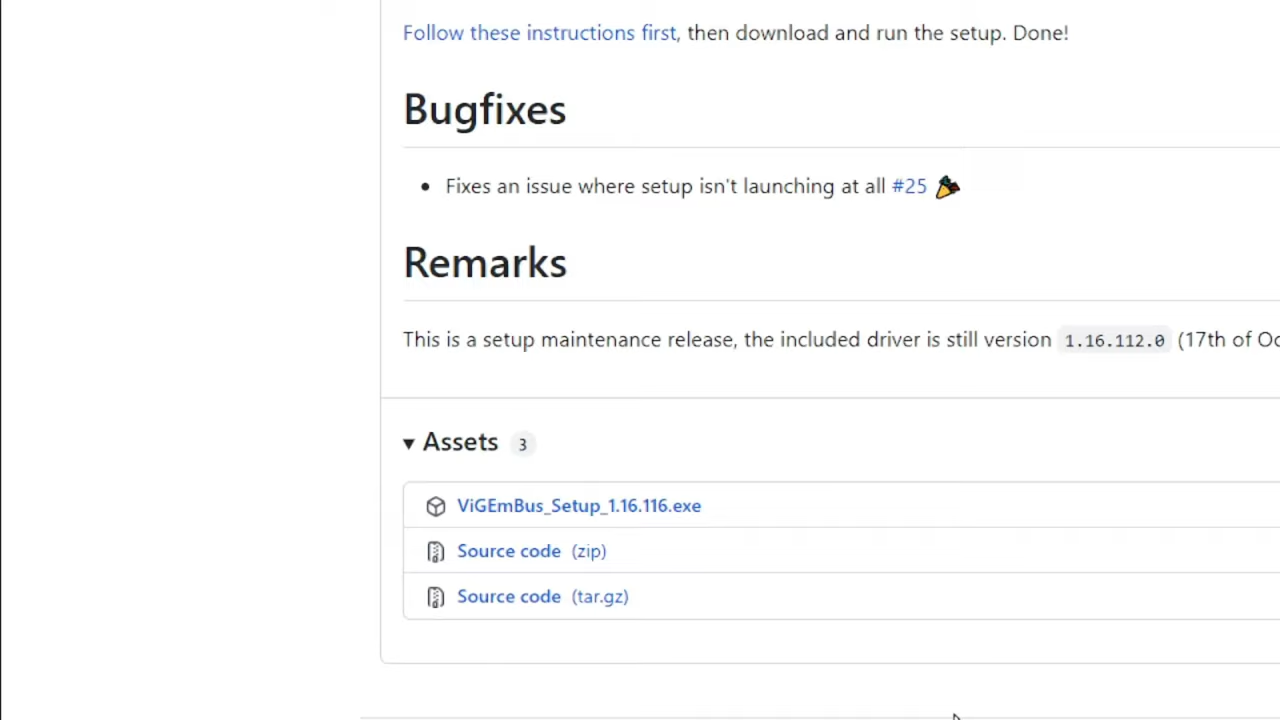 Follow these instructions first, then download and run the setup. Done!
Bugfixes
Fixes an issue where setup isn't launching at all #25
Remarks
This is a setup maintenance release, the included driver is still version 1.16.112.0 (17th of
Assets 3
ViGEmBus_Setup_1.16.116.exe
Source code (zip)
Source code (tar.gz)